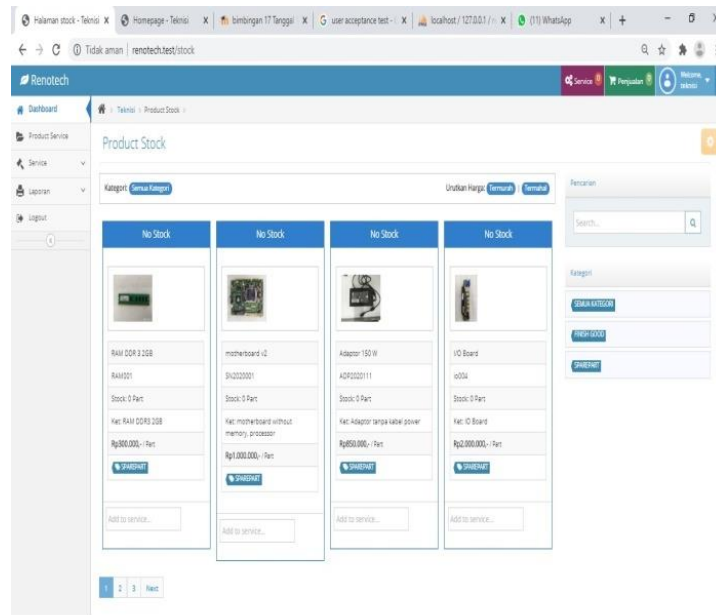 Halaman stock - Teknisi
Homepage - Teknisi
bimbingan 17 Tanggal
user acceptance test -
localhost / 127.0.0.1 /
(11) WhatsApp
Tidak aman | renotech.test/stock
Renotech
Service 0
Penjualan 0
Welcome, teknisi
Dashboard
Product Service
Service
Laporan
Logout
Teknisi > Product Stock
Product Stock
Kategori: Semua Kategori
Urutkan Harga: Termurah | Termahal
No Stock
RAM DDR 3 2GB
RAM001
Stock: 0 Part
Ket: RAM DDR3 2GB
Rp300.000,- / Part
SPAREPART
Add to service...
No Stock
motherboard v2
SN2020001
Stock: 0 Part
Ket: motherboard without
memory, processor
Rp1.000.000,- / Part
SPAREPART
Add to service...
No Stock
Adaptor 150 W
ADP2020111
Stock: 0 Part
Ket: Adaptor tanpa kabel power
Rp850.000,- / Part
SPAREPART
Add to service...
No Stock
I/O Board
io004
Stock: 0 Part
Ket: IO Board
Rp2.000.000,- / Part
SPAREPART
Add to service...
Pencarian
Search...
Kategori
SEMUA KATEGORI
FINISH GOOD
SPAREPART
1 2 3 Next